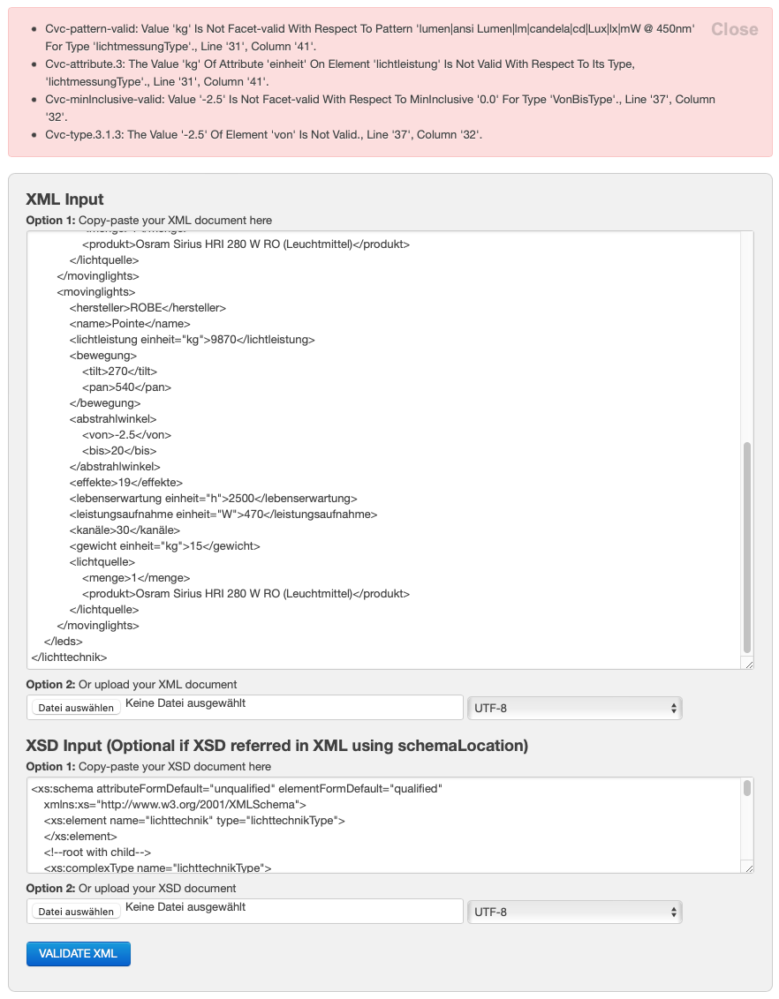 Close
• Cvc-pattern-valid: Value 'kg' Is Not Facet-valid With Respect To Pattern 'lumen|ansi Lumen|lm|candela|cd|Lux|lx|mW @ 450nm'
For Type 'lichtmessungType'., Line '31', Column '41'.
• Cvc-attribute.3: The Value 'kg' Of Attribute 'einheit' On Element 'lichtleistung' Is Not Valid With Respect To Its Type,
'lichtmessungType'., Line '31', Column '41'.
• Cvc-minInclusive-valid: Value '-2.5' Is Not Facet-valid With Respect To MinInclusive '0.0' For Type 'VonBisType'., Line '37', Column
'32'.
• Cvc-type.3.1.3: The Value '-2.5' Of Element 'von' Is Not Valid., Line '37', Column '32'.
XML Input
Option 1: Copy-paste your XML document here
<produkt>Osram Sirius HRI 280 W RO (Leuchtmittel)</produkt>
</lichtquelle>
</movinglights>
<movinglights>
<hersteller>ROBE</hersteller>
<name>Pointe</name>
<lichtleistung einheit="kg">9870</lichtleistung>
<bewegung>
<tilt>270</tilt>
<pan>540</pan>
</bewegung>
<abstrahlwinkel>
<von>-2.5</von>
<bis>20</bis>
</abstrahlwinkel>
<effekte>19</effekte>
<lebenserwartung einheit="h">2500</lebenserwartung>
<leistungsaufnahme einheit="W">470</leistungsaufnahme>
<kanäle>30</kanäle>
<gewicht einheit="kg">15</gewicht>
<lichtquelle>
<menge>1</menge>
<produkt>Osram Sirius HRI 280 W RO (Leuchtmittel)</produkt>
</lichtquelle>
</movinglights>
</leds>
</lichttechnik>
Option 2: Or upload your XML document
Datei auswählen Keine Datei ausgewählt UTF-8
XSD Input (Optional if XSD referred in XML using schemaLocation)
Option 1: Copy-paste your XSD document here
<xs:schema attributeFormDefault="unqualified" elementFormDefault="qualified"
xmlns:xs="http://www.w3.org/2001/XMLSchema">
<xs:element name="lichttechnik" type="lichttechnikType">
</xs:element>
<!--root with child-->
<xs:complexType name="lichttechnikType">
Option 2: Or upload your XSD document
Datei auswählen Keine Datei ausgewählt UTF-8
VALIDATE XML